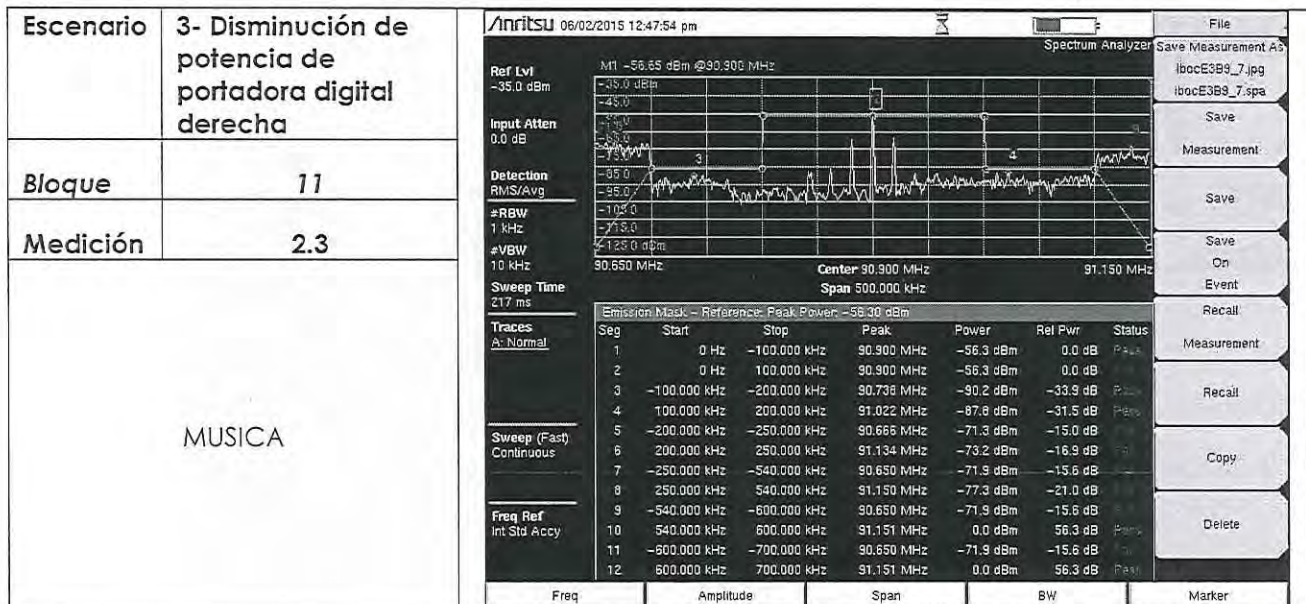 Escenario
3- Disminución de
potencia de
portadora digital
derecha
Bloque
11
Medición
2.3
MUSICA
Anritsu 06/02/2015 12:47:54 pm
Spectrum Analyzer
Ref Lvl
-35.0 dBm
Input Atten
0.0 dB
Detection
RMS/Avg
#RBW
1 kHz
#VBW
10 kHz
Sweep Time
217 ms
Traces
A: Normal
Sweep (Fast)
Continuous
Freq Ref
Int Std Accy
M1 -56.65 dBm @90.900 MHz
-35.0 dBm
-45.0
-85.0
-95.0
-105.0
-115.0
-125.0 dBm
3
4
90.650 MHz
Center 90.900 MHz
91.150 MHz
Span 500.000 kHz
Emission Mask - Reference: Peak Power: -56.30 dBm
Seg Start Stop Peak Power Rel Pwr Status
1 0 Hz -100.000 kHz 90.900 MHz -56.3 dBm 0.0 dB Pass
2 0 Hz 100.000 kHz 90.900 MHz -56.3 dBm 0.0 dB
3 -100.000 kHz -200.000 kHz 90.736 MHz -90.2 dBm -33.9 dB Pass
4 100.000 kHz 200.000 kHz 91.022 MHz -87.8 dBm -31.5 dB Pass
5 -200.000 kHz -250.000 kHz 90.666 MHz -71.3 dBm -15.0 dB
6 200.000 kHz 250.000 kHz 91.134 MHz -73.2 dBm -16.9 dB
7 -250.000 kHz -540.000 kHz 90.650 MHz -71.9 dBm -15.6 dB
8 250.000 kHz 540.000 kHz 91.150 MHz -77.3 dBm -21.0 dB
9 -540.000 kHz -600.000 kHz 90.650 MHz -71.9 dBm -15.6 dB
10 540.000 kHz 600.000 kHz 91.151 MHz 0.0 dBm 56.3 dB Pass
11 -600.000 kHz -700.000 kHz 90.650 MHz -71.9 dBm -15.6 dB
12 600.000 kHz 700.000 kHz 91.151 MHz 0.0 dBm 56.3 dB Pass
File
Save Measurement As
ibocE3B9_7.jpg
ibocE3B9_7.spa
Save
Measurement
Save
Save
On
Event
Recall
Measurement
Recall
Copy
Delete
Freq
Amplitude
Span
BW
Marker